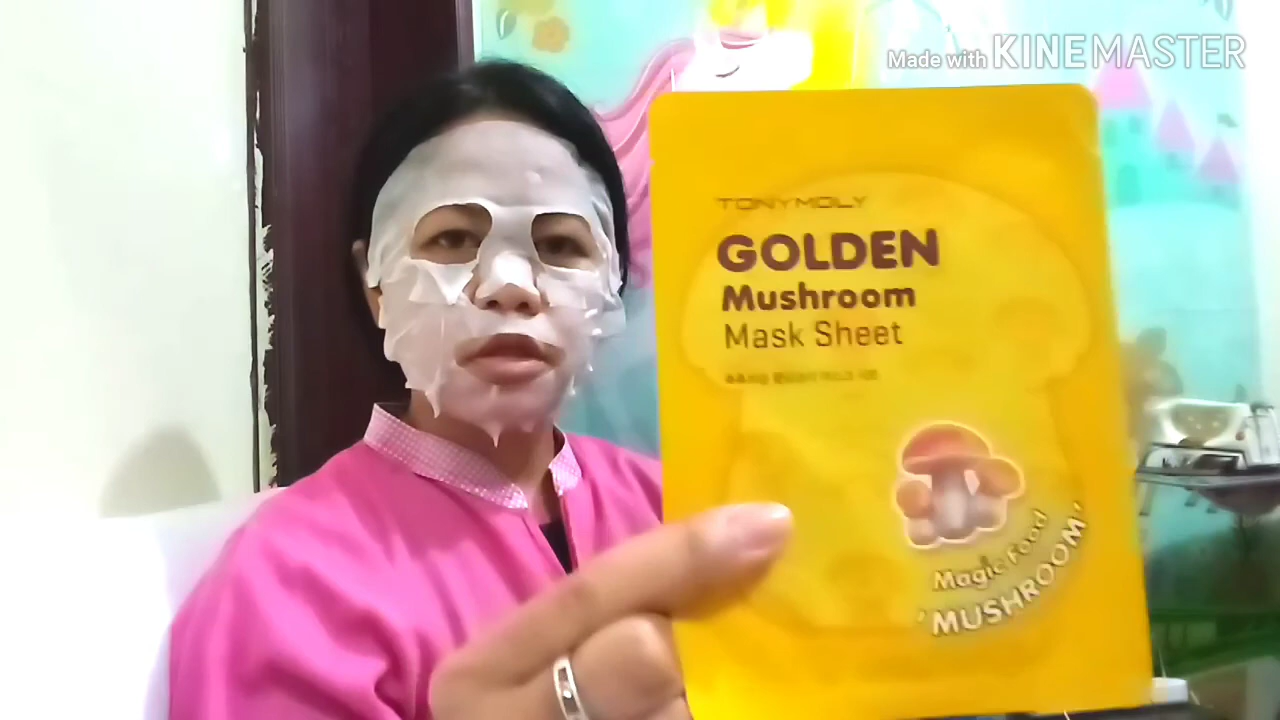 Made with KINEMASTER
TONYMOLY
GOLDEN
Mushroom
Mask Sheet
Magic Food
'MUSHROOM'